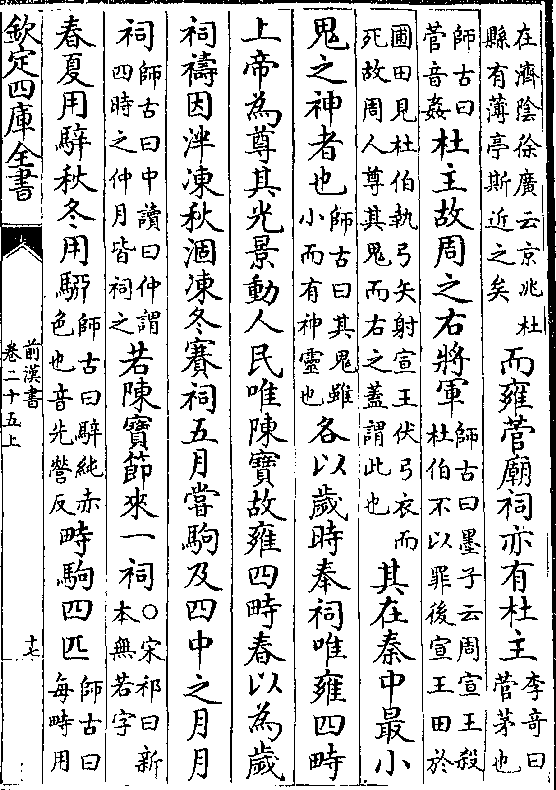 在濟陰徐廣云京兆杜縣有薄亭斯近之矣而雍菅廟祠亦有杜主李奇曰菅茅也
師古曰菅音姦杜主故周之右將軍師古曰墨子云周宣王殺杜伯不以罪後宣王田於
圃田見杜伯執弓矢射宣王伏弓衣而死故周人尊其鬼而右之蓋謂此也其在秦中最小
鬼之神者也師古曰其鬼雖小而有神靈也各以歲時奉祠唯雍四畤
上帝為尊其光景動人民唯陳寶故雍四畤春以為歲
祠禱因泮凍秋涸凍冬賽祠五月嘗駒及四中之月月
祠師古曰中讀曰仲謂四時之仲月皆祠之若陳寶節來一祠○宋祁曰新本無若字
春夏用騂秋冬用駵師古曰騂純赤色也音先營反畤駒四匹師古曰每畤用
欽定四庫全書
前漢書
卷二十五上
十七